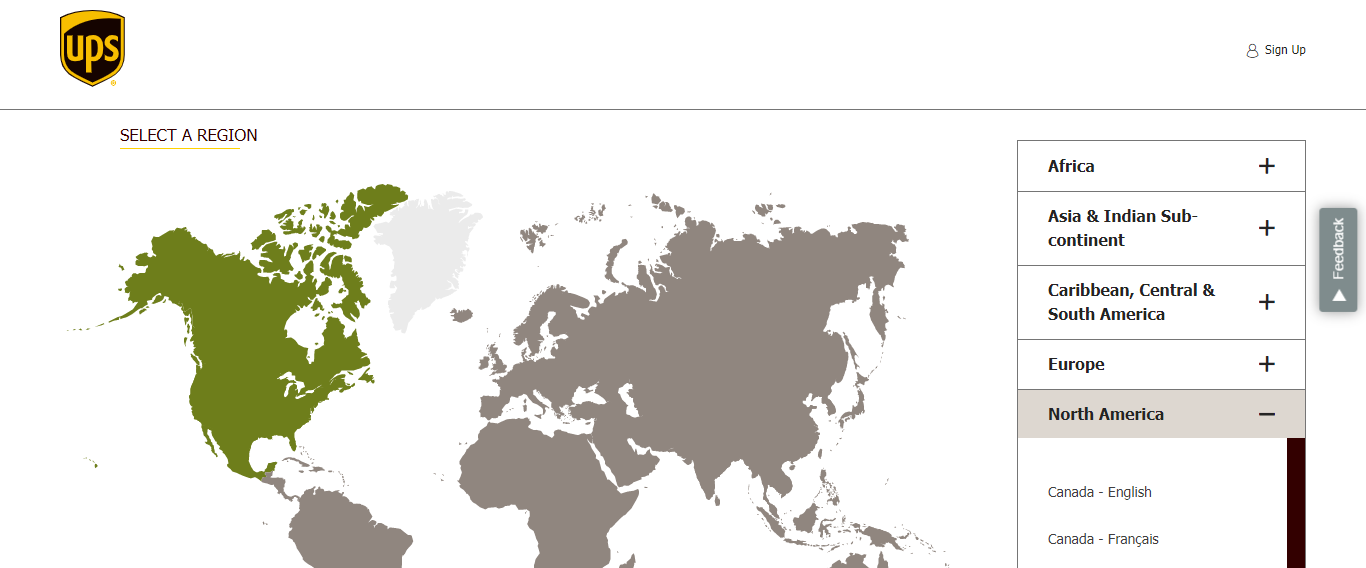 ups
Sign Up
SELECT A REGION
Africa
Asia & Indian Sub-
continent
Caribbean, Central &
South America
Europe
North America
Canada - English
Canada - Français
Feedback